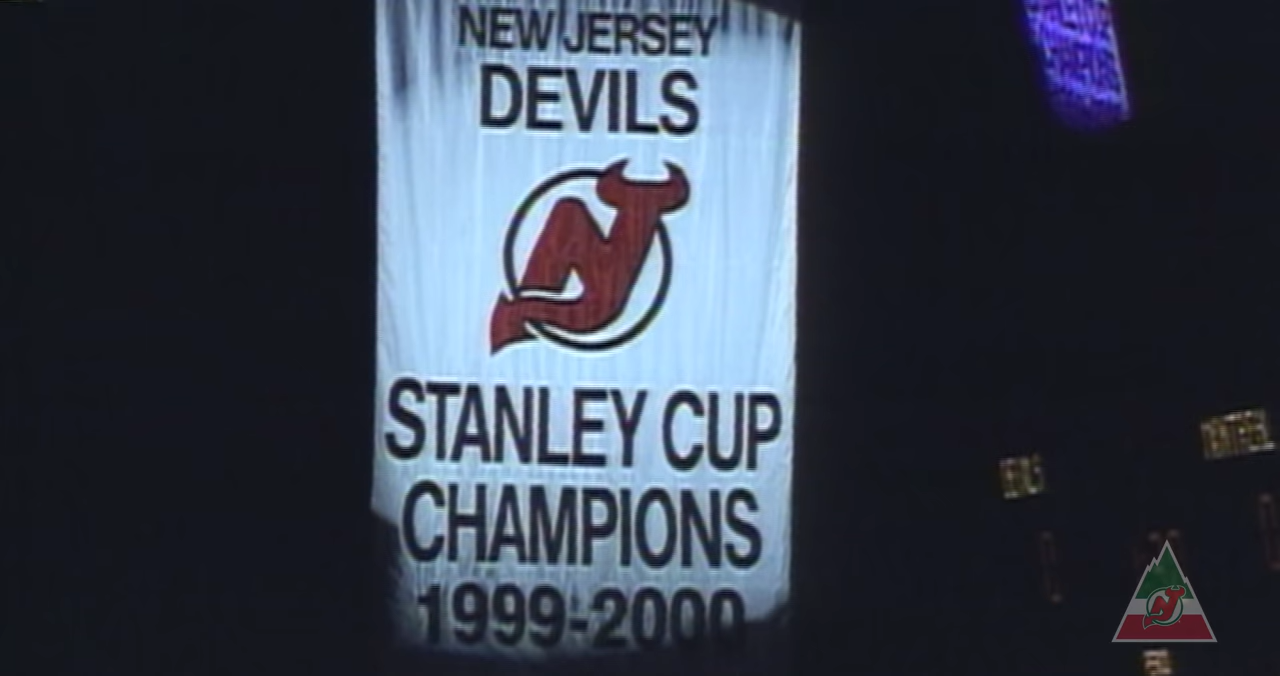 NEW JERSEY
DEVILS
STANLEY CUP
CHAMPIONS
1999-2000